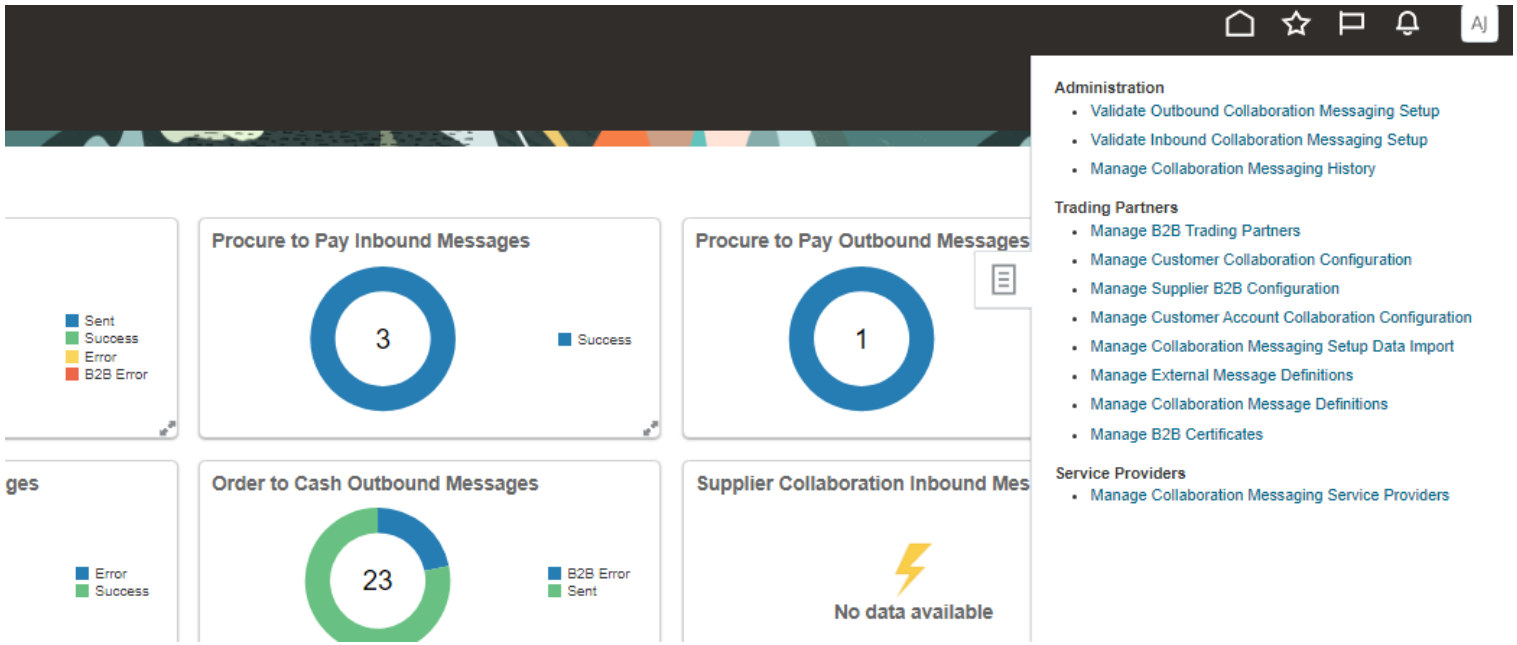 AJ
Administration
Validate Outbound Collaboration Messaging Setup
Validate Inbound Collaboration Messaging Setup
Manage Collaboration Messaging History
Trading Partners
Manage B2B Trading Partners
Manage Customer Collaboration Configuration
Manage Supplier B2B Configuration
Manage Customer Account Collaboration Configuration
Manage Collaboration Messaging Setup Data Import
Manage External Message Definitions
Manage Collaboration Message Definitions
Manage B2B Certificates
Service Providers
Manage Collaboration Messaging Service Providers
Sent
Success
Error
B2B Error
Procure to Pay Inbound Messages
3
Success
Procure to Pay Outbound Messages
1
ges
Error
Success
Order to Cash Outbound Messages
23
B2B Error
Sent
Supplier Collaboration Inbound Mes
No data available